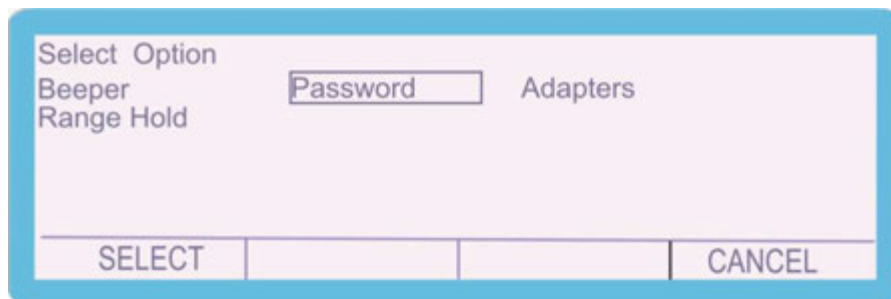 Select Option
Beeper Password Adapters
Range Hold
SELECT CANCEL